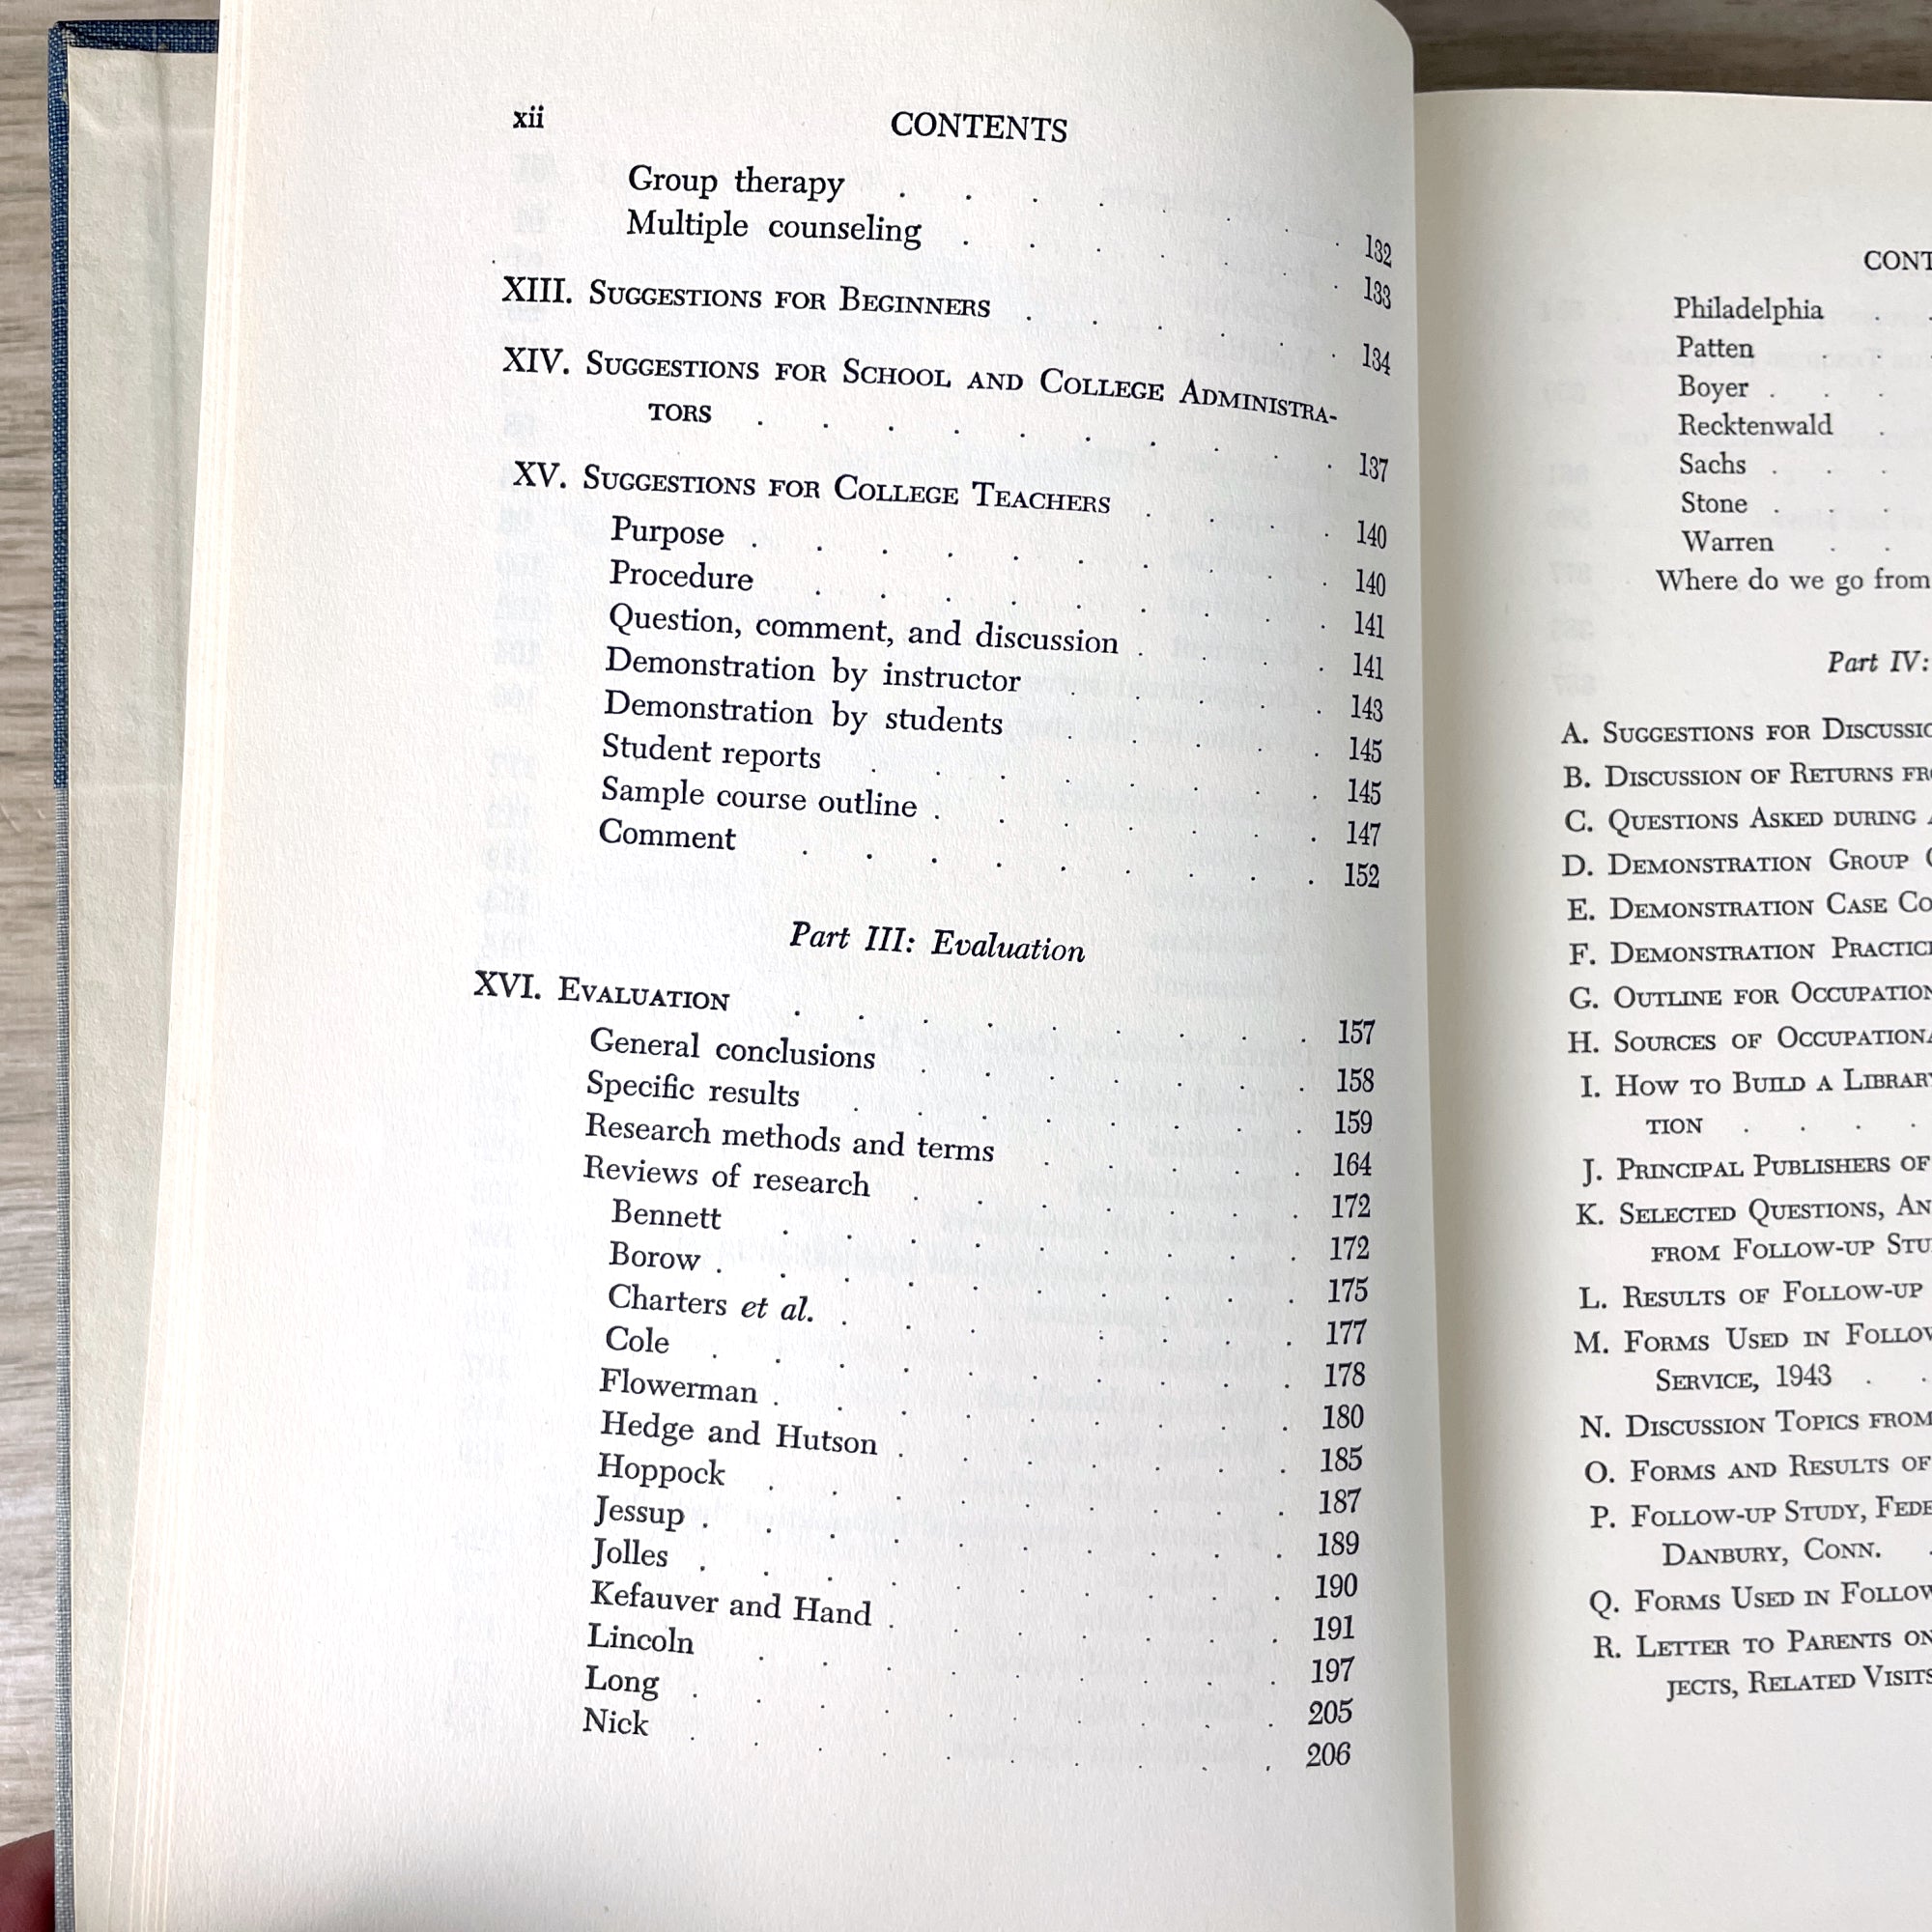 xii CONTENTS
Group therapy . . . . . . . . 132
Multiple counseling . . . . . . . 133
XIII. SUGGESTIONS FOR BEGINNERS . . . . . . 134
XIV. SUGGESTIONS FOR SCHOOL AND COLLEGE ADMINISTRA-
TORS . . . . . . . . . . 137
XV. SUGGESTIONS FOR COLLEGE TEACHERS . . . . 140
Purpose . . . . . . . . . . 140
Procedure . . . . . . . . . 141
Question, comment, and discussion . . . . 141
Demonstration by instructor . . . . . 143
Demonstration by students . . . . . 145
Student reports . . . . . . . . 145
Sample course outline . . . . . . . 147
Comment . . . . . . . . . 152
Part III: Evaluation
XVI. EVALUATION . . . . . . . . . 157
General conclusions . . . . . . . 158
Specific results . . . . . . . . 159
Research methods and terms . . . . . 164
Reviews of research . . . . . . . 172
Bennett . . . . . . . . . 172
Borow . . . . . . . . . . 175
Charters et al. . . . . . . . . 177
Cole . . . . . . . . . . 178
Flowerman . . . . . . . . . 180
Hedge and Hutson . . . . . . . 185
Hoppock . . . . . . . . . 187
Jessup . . . . . . . . . . 189
Jolles . . . . . . . . . . 190
Kefauver and Hand . . . . . . . 191
Lincoln . . . . . . . . . 197
Long . . . . . . . . . . 205
Nick . . . . . . . . . . 206
CONT
Philadelphia . .
Patten . .
Boyer . . .
Recktenwald .
Sachs . . .
Stone . . .
Warren . .
Where do we go from
Part IV:
A. SUGGESTIONS FOR DISCUSSIO
B. DISCUSSION OF RETURNS FR
C. QUESTIONS ASKED DURING
D. DEMONSTRATION GROUP
E. DEMONSTRATION CASE CO
F. DEMONSTRATION PRACTIC
G. OUTLINE FOR OCCUPATION
H. SOURCES OF OCCUPATIONA
I. HOW TO BUILD A LIBRARY
TION . . . .
J. PRINCIPAL PUBLISHERS OF
K. SELECTED QUESTIONS, AN
FROM FOLLOW-UP STU
L. RESULTS OF FOLLOW-UP
M. FORMS USED IN FOLLOW
SERVICE, 1943 . .
N. DISCUSSION TOPICS FROM
O. FORMS AND RESULTS OF
P. FOLLOW-UP STUDY, FEDE
DANBURY, CONN. .
Q. FORMS USED IN FOLLOW
R. LETTER TO PARENTS ON
JECTS, RELATED VISITS